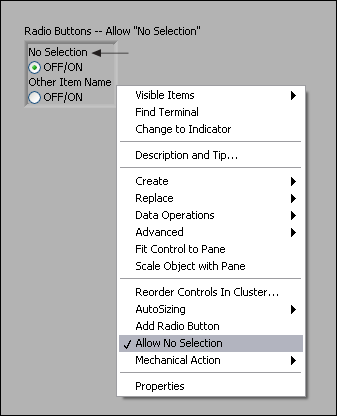 Radio Buttons -- Allow "No Selection"
No Selection
OFF/ON
Other Item Name
OFF/ON
Visible Items
Find Terminal
Change to Indicator
Description and Tip...
Create
Replace
Data Operations
Advanced
Fit Control to Pane
Scale Object with Pane
Reorder Controls In Cluster...
AutoSizing
Add Radio Button
Allow No Selection
Mechanical Action
Properties